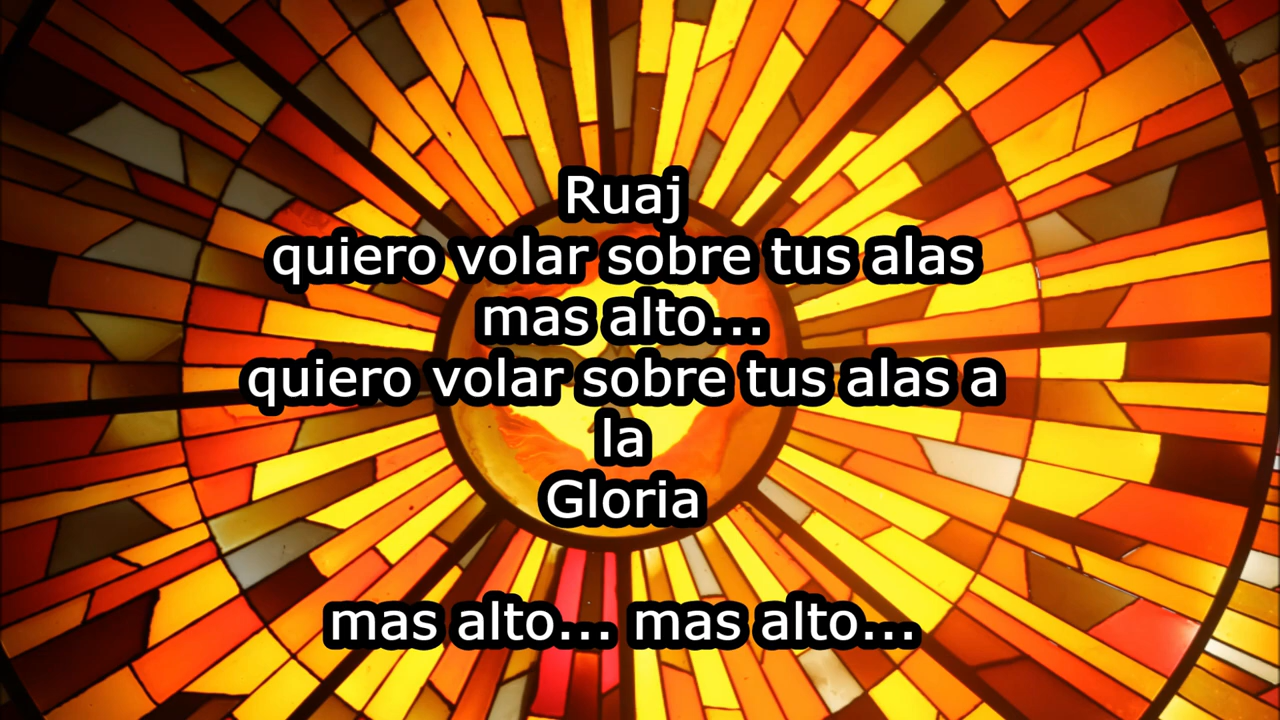 Ruaj
quiero volar sobre tus alas
mas alto...
quiero volar sobre tus alas a
la
Gloria
mas alto... mas alto...